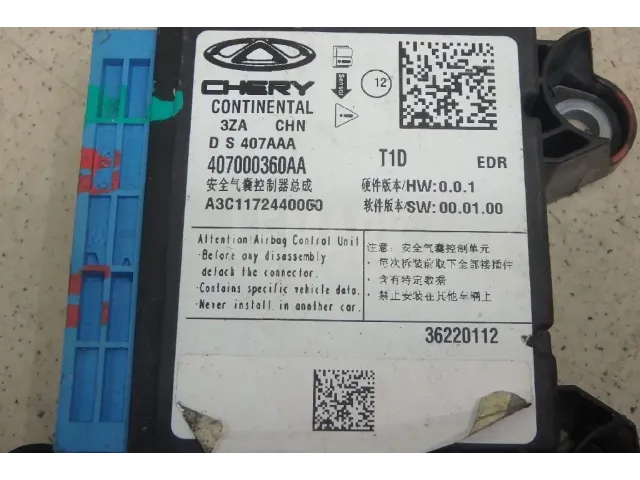 CHERY
Sensor
12
CONTINENTAL
3ZA CHN
D S 407AAA
407000360AA
T1D
EDR
安全气囊控制器总成
硬件版本/HW:0.0.1
A3C1172440060
软件版本/SW: 00.01.00
Attention!Airbag Control Unit
-Before any disassembly
detach the connector.
-Contains specific vehicle data.
-Never install in another car.
注意: 安全气囊控制单元
- 每次拆装前取下全部接插件
- 含有特定数据
- 禁止安装在其他车辆上
36220112